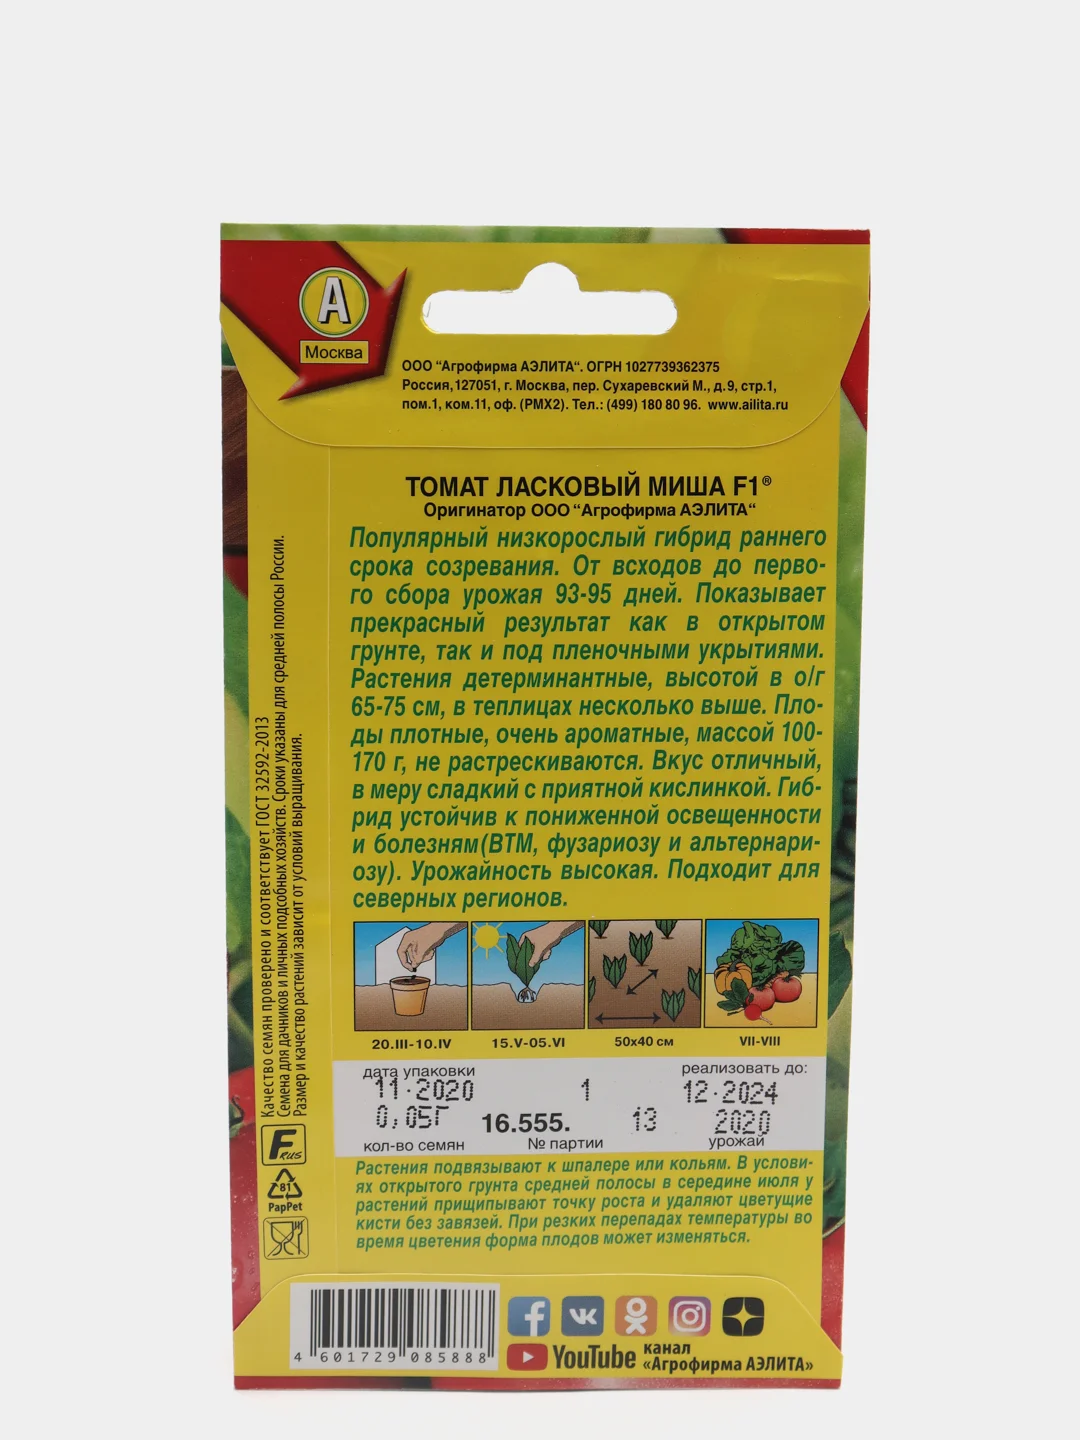 А
Москва
ООО “Агрофирма АЭЛИТА“. ОГРН 1027739362375
Россия,127051, г. Москва, пер. Сухаревский М., д.9, стр.1,
пом.1, ком.11, оф. (РМХ2). Тел.: (499) 180 80 96. www.ailita.ru
ТОМАТ ЛАСКОВЫЙ МИША F1®
Оригинатор ООО “Агрофирма АЭЛИТА“
Популярный низкорослый гибрид раннего
срока созревания. От всходов до перво-
го сбора урожая 93-95 дней. Показывает
прекрасный результат как в открытом
грунте, так и под пленочными укрытиями.
Растения детерминантные, высотой в о/г
65-75 см, в теплицах несколько выше. Пло-
ды плотные, очень ароматные, массой 100-
170 г, не растрескиваются. Вкус отличный,
в меру сладкий с приятной кислинкой. Гиб-
рид устойчив к пониженной освещенности
и болезням(ВТМ, фузариозу и альтернари-
озу). Урожайность высокая. Подходит для
северных регионов.
20.III-10.IV 15.V-05.VI 50х40 см VII-VIII
дата упаковки реализовать до:
11·2020 1 12·2024
0,05Г 16.555. 13 2020
кол-во семян № партии урожай
Растения подвязывают к шпалере или кольям. В услови-
ях открытого грунта средней полосы в середине июля у
растений прищипывают точку роста и удаляют цветущие
кисти без завязей. При резких перепадах температуры во
время цветения форма плодов может изменяться.
Качество семян проверено и соответствует ГОСТ 32592-2013
Семена для дачников и личных подсобных хозяйств. Сроки указаны для средней полосы России.
Размер и качество растений зависит от условий выращивания.
F RUS
81
PapPet
4 601729 085888
YouTube канал
«Агрофирма АЭЛИТА»